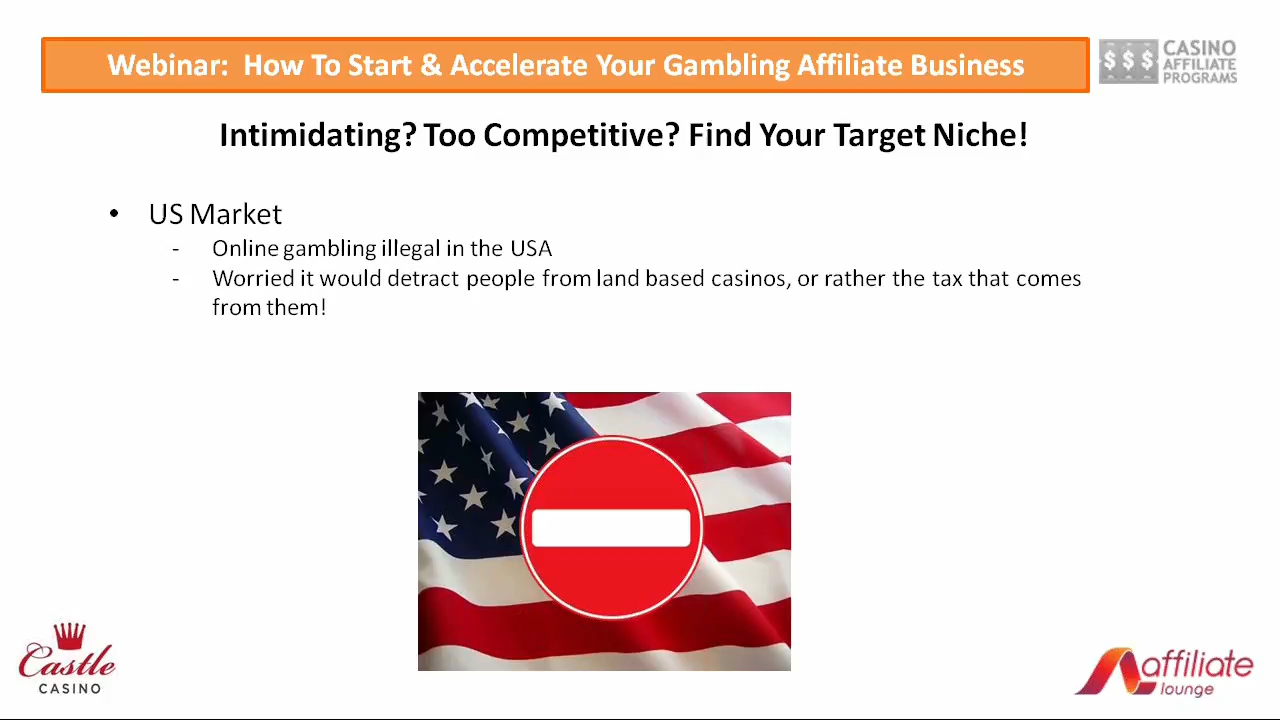 Webinar: How To Start & Accelerate Your Gambling Affiliate Business
$ $ $ CASINO
AFFILIATE
PROGRAMS
Intimidating? Too Competitive? Find Your Target Niche!
• US Market
- Online gambling illegal in the USA
- Worried it would detract people from land based casinos, or rather the tax that comes
from them!
Castle
CASINO
affiliate
lounge